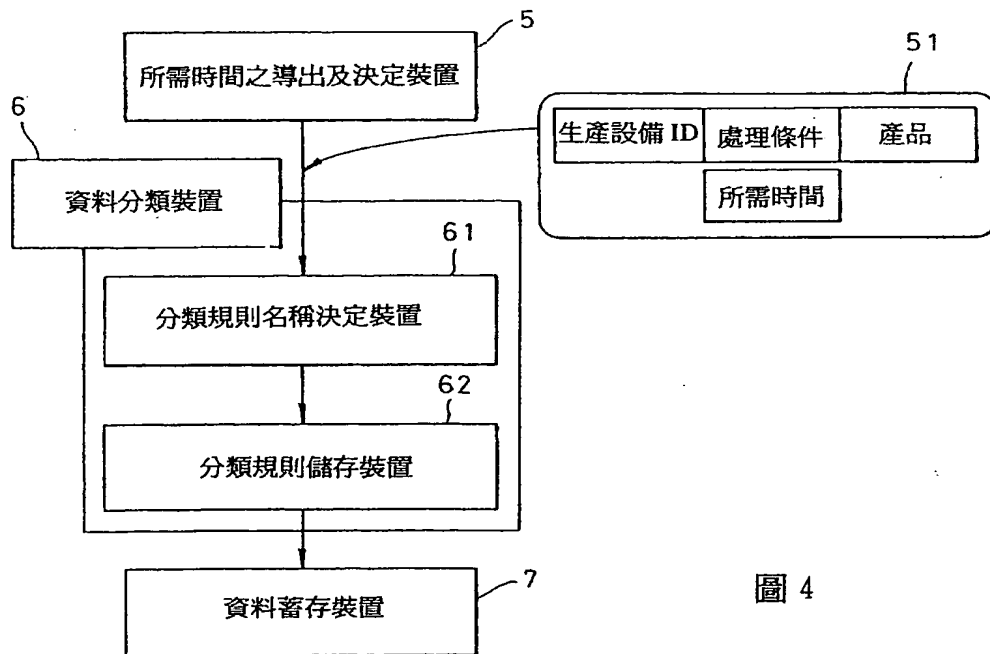 5
所需時間之導出及決定裝置
51
生產設備 ID
處理條件
產品
所需時間
6
資料分類裝置
61
分類規則名稱決定裝置
62
分類規則儲存裝置
7
資料蓄存裝置
圖 4